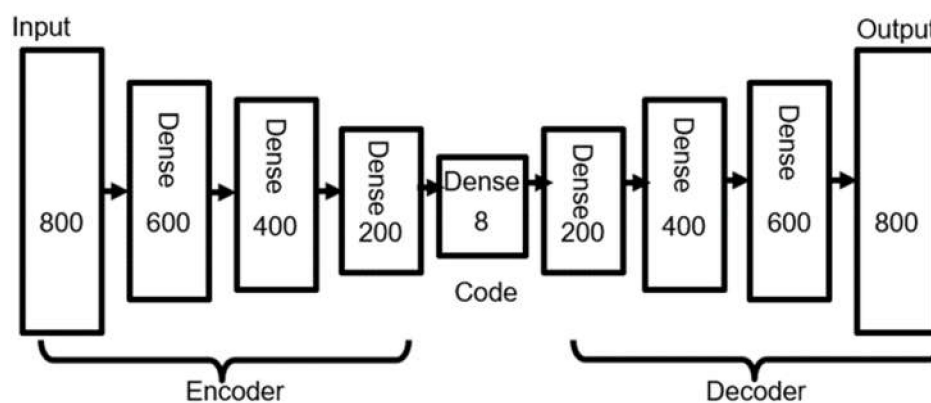 Input
800
Dense
600
Dense
400
Dense
200
Dense
8
Code
Dense
200
Dense
400
Dense
600
Output
800
Encoder
Decoder